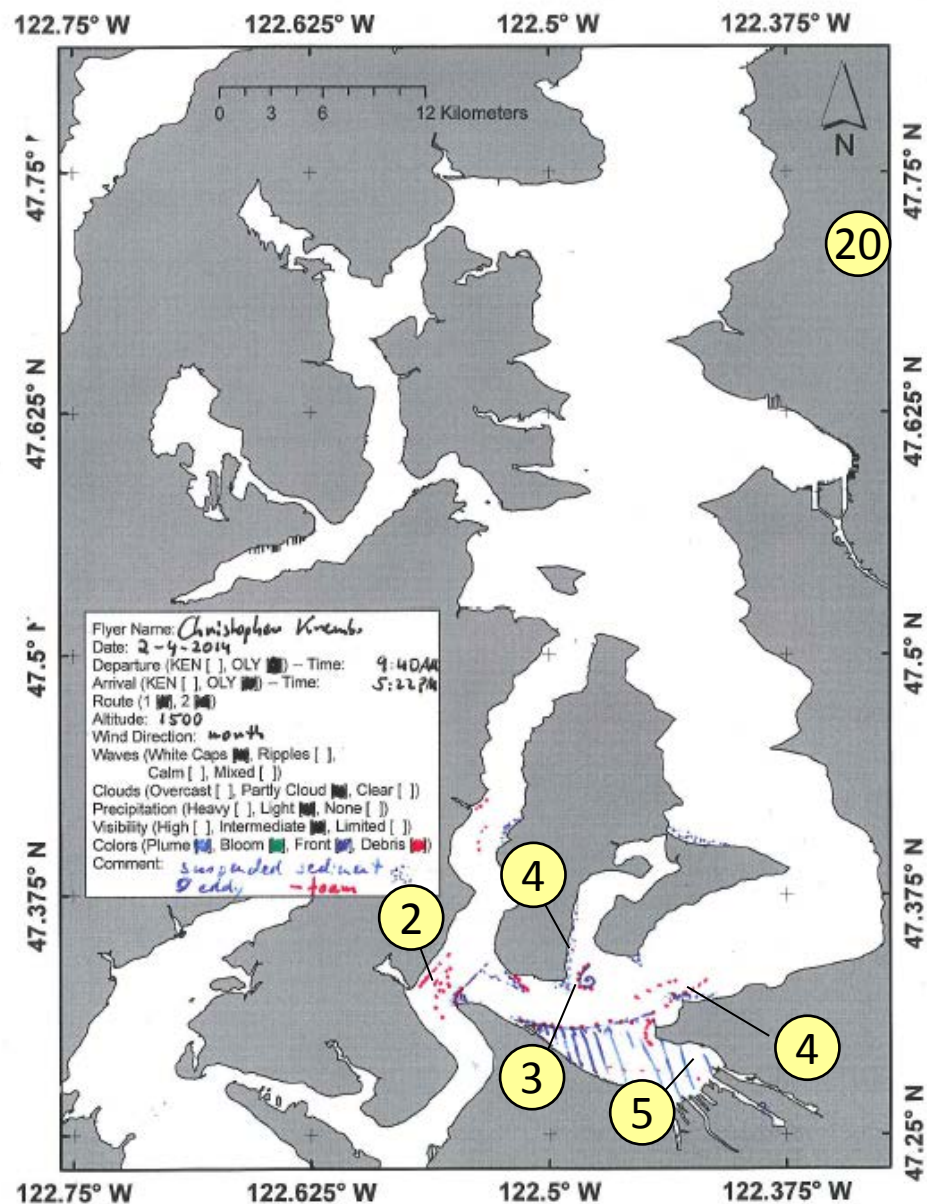 122.75° W 122.625° W 122.5° W 122.375° W
0 3 6 12 Kilometers
N
47.75° N
47.75° N
20
47.625° N
47.625° N
47.5° N
Flyer Name: Christopher Krembs
Date: 2-4-2014
Departure (KEN [ ], OLY [ ]) – Time: 9:40AM
Arrival (KEN [ ], OLY [ ]) – Time: 5:22PM
Route (1 [ ], 2 [ ])
Altitude: 1500
Wind Direction:
Waves (White Caps [ ], Ripples [ ],
Calm [ ], Mixed [ ])
Clouds (Overcast [ ], Partly Cloud [ ], Clear [ ])
Precipitation (Heavy [ ], Light [ ], None [ ])
Visibility (High [ ], Intermediate [ ], Limited [ ])
Colors (Plume [ ], Bloom [ ], Front [ ], Debris [ ])
Comment: suspended sediment
eddy - foam
47.5° N
47.375° N
47.375° N
4
2
3
4
5
47.25° N
122.75° W 122.625° W 122.5° W 122.375° W